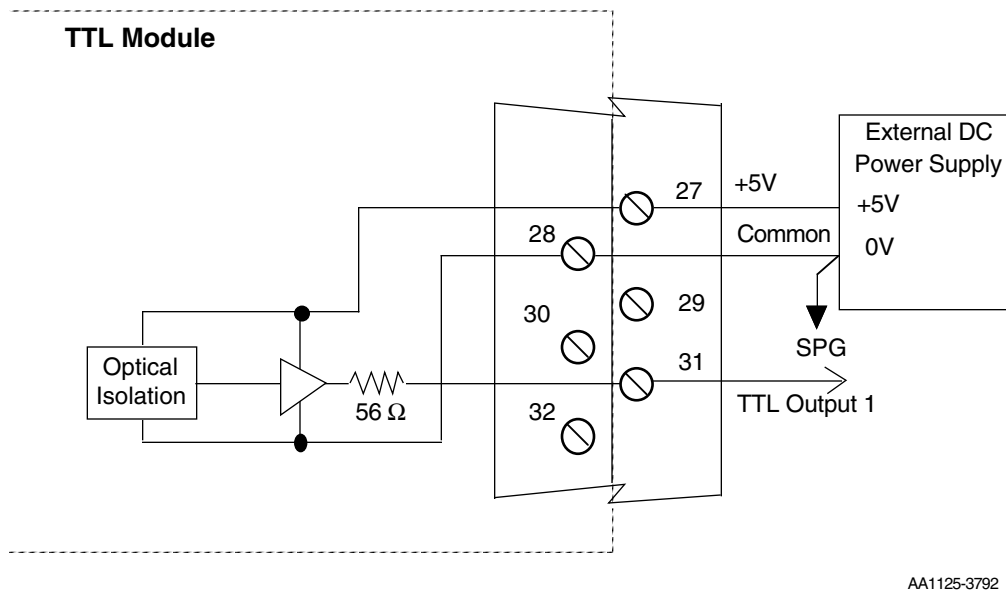 TTL Module
External DC
Power Supply
+5V
0V
27
+5V
28
Common
29
30
SPG
31
TTL Output 1
32
Optical
Isolation
56 Ω
AA1125-3792